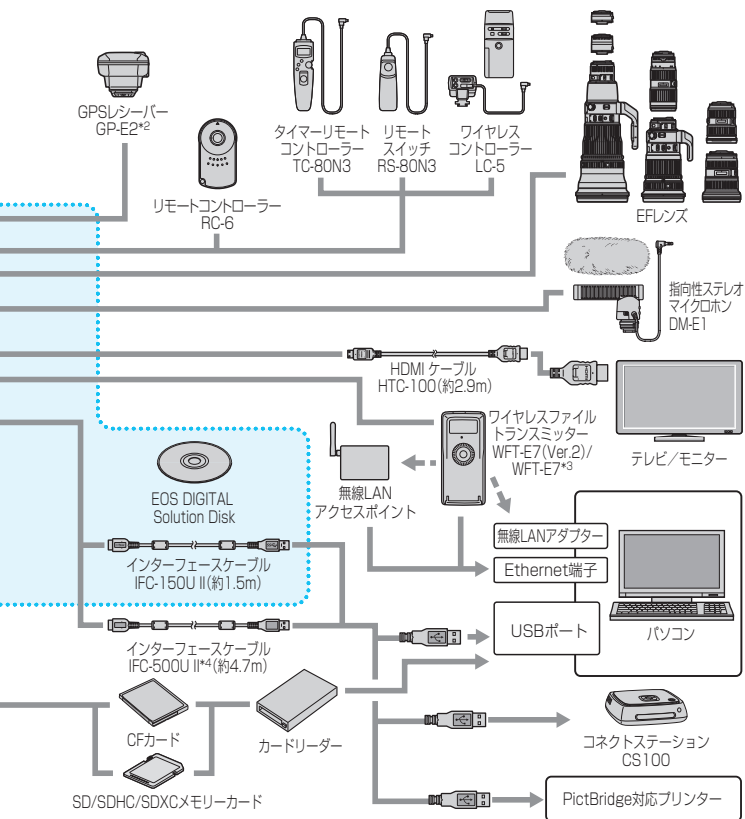 GPSレシーバー
GP-E2*2
リモートコントローラー
RC-6
タイマーリモート
コントローラー
TC-80N3
リモート
スイッチ
RS-80N3
ワイヤレス
コントローラー
LC-5
EFレンズ
指向性ステレオ
マイクロホン
DM-E1
HDMI ケーブル
HTC-100(約2.9m)
テレビ／モニター
ワイヤレスファイル
トランスミッター
WFT-E7(Ver.2)/
WFT-E7*3
無線LAN
アクセスポイント
EOS DIGITAL
Solution Disk
無線LANアダプター
Ethernet端子
インターフェースケーブル
IFC-150U II(約1.5m)
USBポート
パソコン
インターフェースケーブル
IFC-500U II*4(約4.7m)
CFカード
カードリーダー
SD/SDHC/SDXCメモリーカード
コネクトステーション
CS100
PictBridge対応プリンター